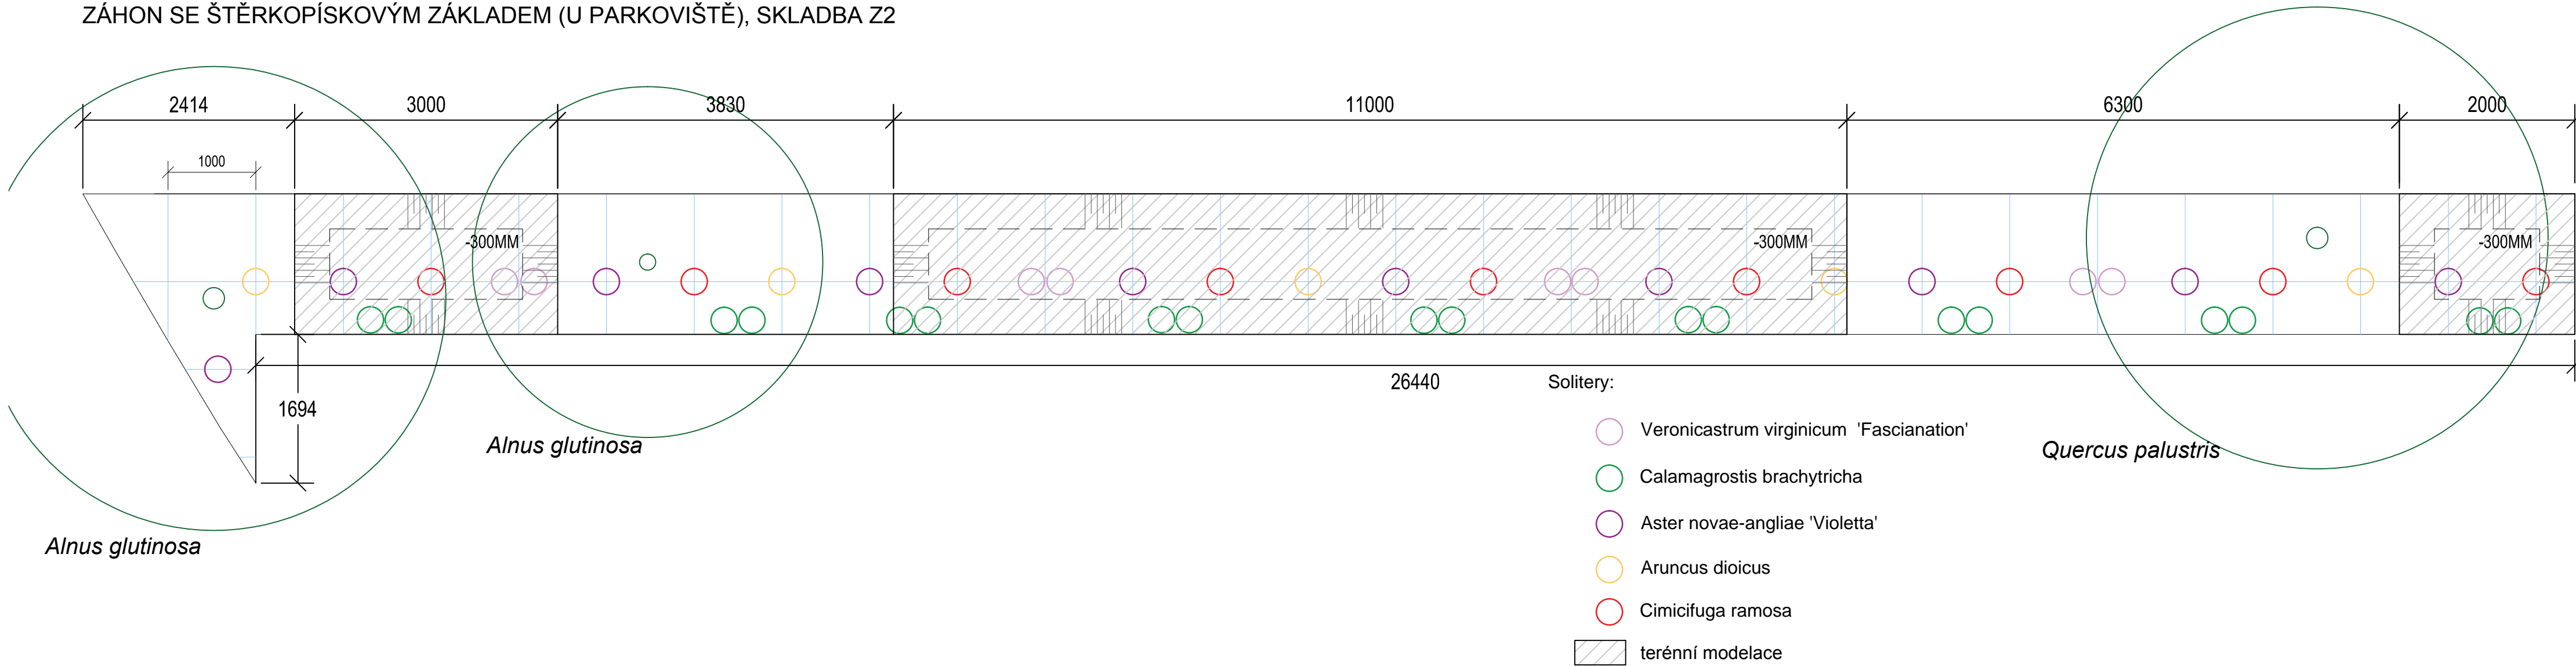 ZÁHON SE ŠTĚRKOPÍSKOVÝM ZÁKLADEM (U PARKOVIŠTĚ), SKLADBA Z2
2414 3000 3830 11000 6300 2000
1000
-300MM -300MM -300MM
26440
1694
Alnus glutinosa
Alnus glutinosa
Quercus palustris
Solitery:
Veronicastrum virginicum 'Fascianation'
Calamagrostis brachytricha
Aster novae-angliae 'Violetta'
Aruncus dioicus
Cimicifuga ramosa
terénní modelace